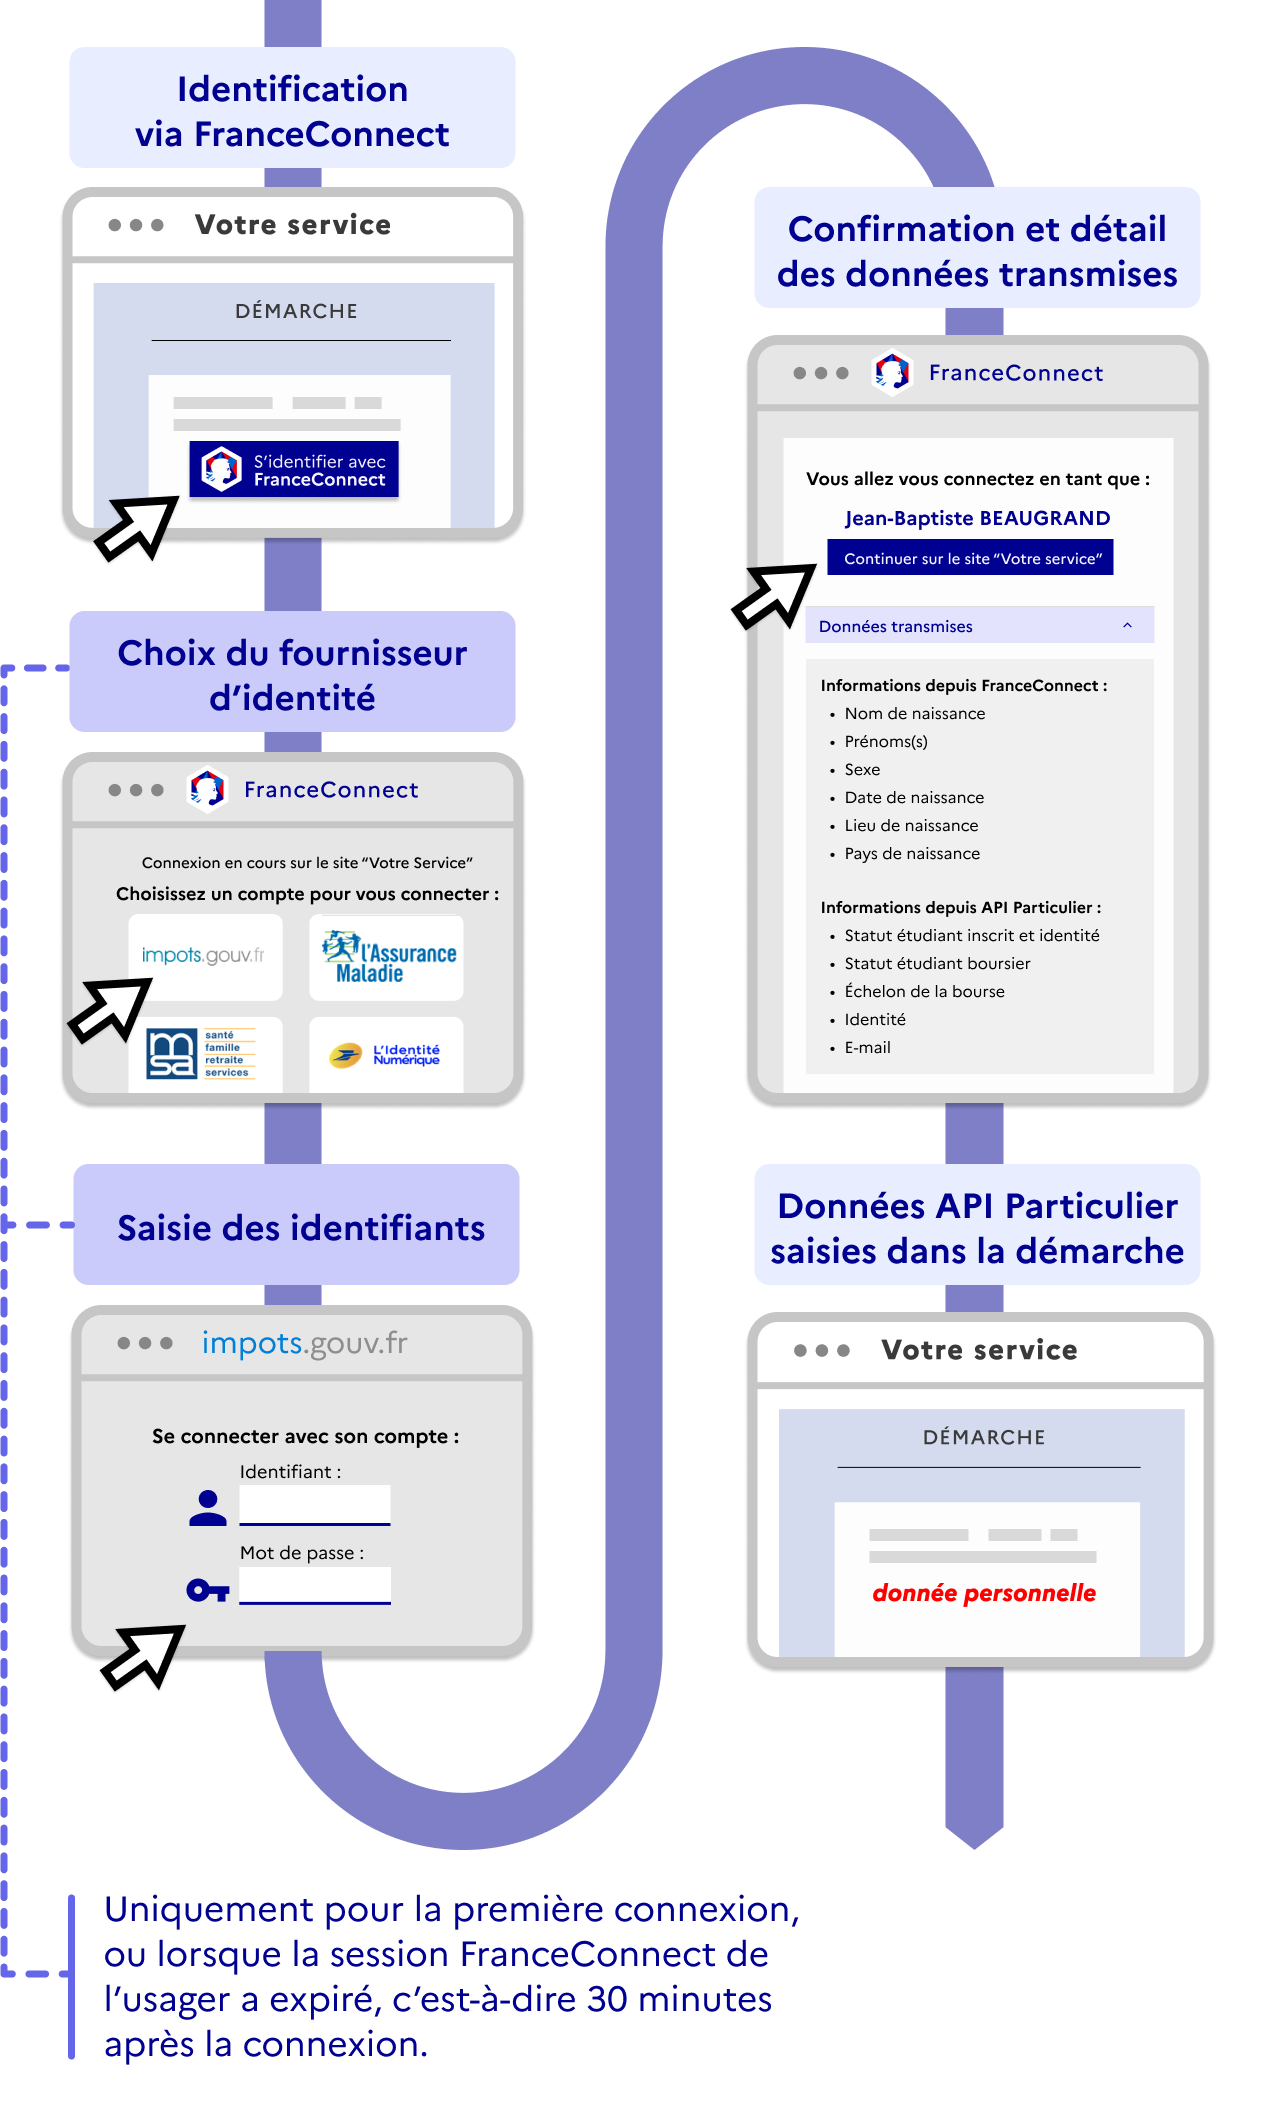 Identification
via FranceConnect
Votre service
DÉMARCHE
S'identifier avec
FranceConnect
Choix du fournisseur
d'identité
FranceConnect
Connexion en cours sur le site “Votre Service”
Choisissez un compte pour vous connecter :
impots.gouv.fr
l'Assurance
Maladie
msa
santé
famille
retraite
services
L'Identité
Numérique
Saisie des identifiants
impots.gouv.fr
Se connecter avec son compte :
Identifiant :
Mot de passe :
Confirmation et détail
des données transmises
FranceConnect
Vous allez vous connectez en tant que :
Jean-Baptiste BEAUGRAND
Continuer sur le site “Votre service”
Données transmises
Informations depuis FranceConnect :
• Nom de naissance
• Prénoms(s)
• Sexe
• Date de naissance
• Lieu de naissance
• Pays de naissance
Informations depuis API Particulier :
• Statut étudiant inscrit et identité
• Statut étudiant boursier
• Échelon de la bourse
• Identité
• E-mail
Données API Particulier
saisies dans la démarche
Votre service
DÉMARCHE
donnée personnelle
Uniquement pour la première connexion,
ou lorsque la session FranceConnect de
l'usager a expiré, c'est-à-dire 30 minutes
après la connexion.